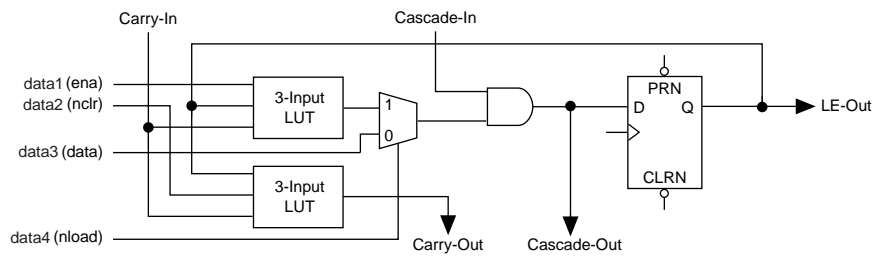 Carry-In
Cascade-In
data1 (ena)
data2 (nclr)
3-Input
LUT
1
0
PRN
D
Q
LE-Out
data3 (data)
3-Input
LUT
CLRN
data4 (nload)
Carry-Out
Cascade-Out